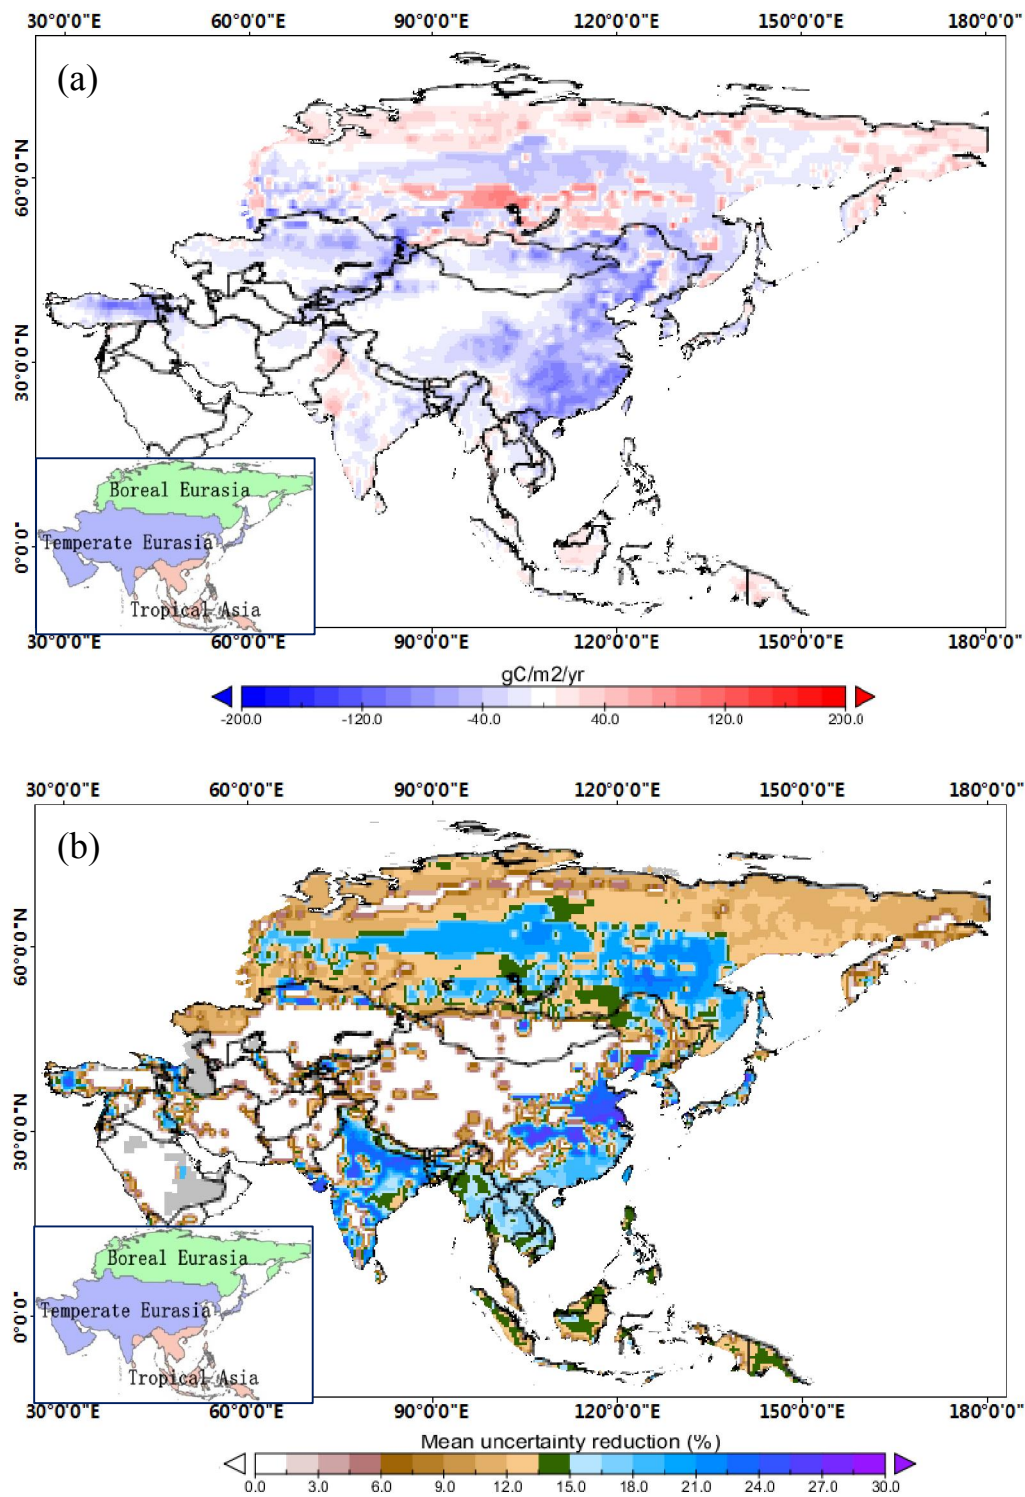 30°0'0"E 60°0'0"E 90°0'0"E 120°0'0"E 150°0'0"E 180°0'0"E
(a)
60°0'0"N
30°0'0"N
0°0'0"
Boreal Eurasia
Temperate Eurasia
Tropical Asia
30°0'0"E 60°0'0"E 90°0'0"E 120°0'0"E 150°0'0"E 180°0'0"E
gC/m2/yr
-200.0 -120.0 -40.0 40.0 120.0 200.0
30°0'0"E 60°0'0"E 90°0'0"E 120°0'0"E 150°0'0"E 180°0'0"E
(b)
60°0'0"N
30°0'0"N
0°0'0"
Boreal Eurasia
Temperate Eurasia
Tropical Asia
30°0'0"E 60°0'0"E 90°0'0"E 120°0'0"E 150°0'0"E 180°0'0"E
Mean uncertainty reduction (%)
0.0 3.0 6.0 9.0 12.0 15.0 18.0 21.0 24.0 27.0 30.0